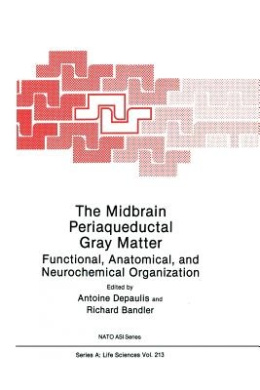 The Midbrain
Periaqueductal
Gray Matter
Functional, Anatomical, and
Neurochemical Organization
Edited by
Antoine Depaulis and
Richard Bandler
NATO ASI Series
Series A: Life Sciences Vol. 213